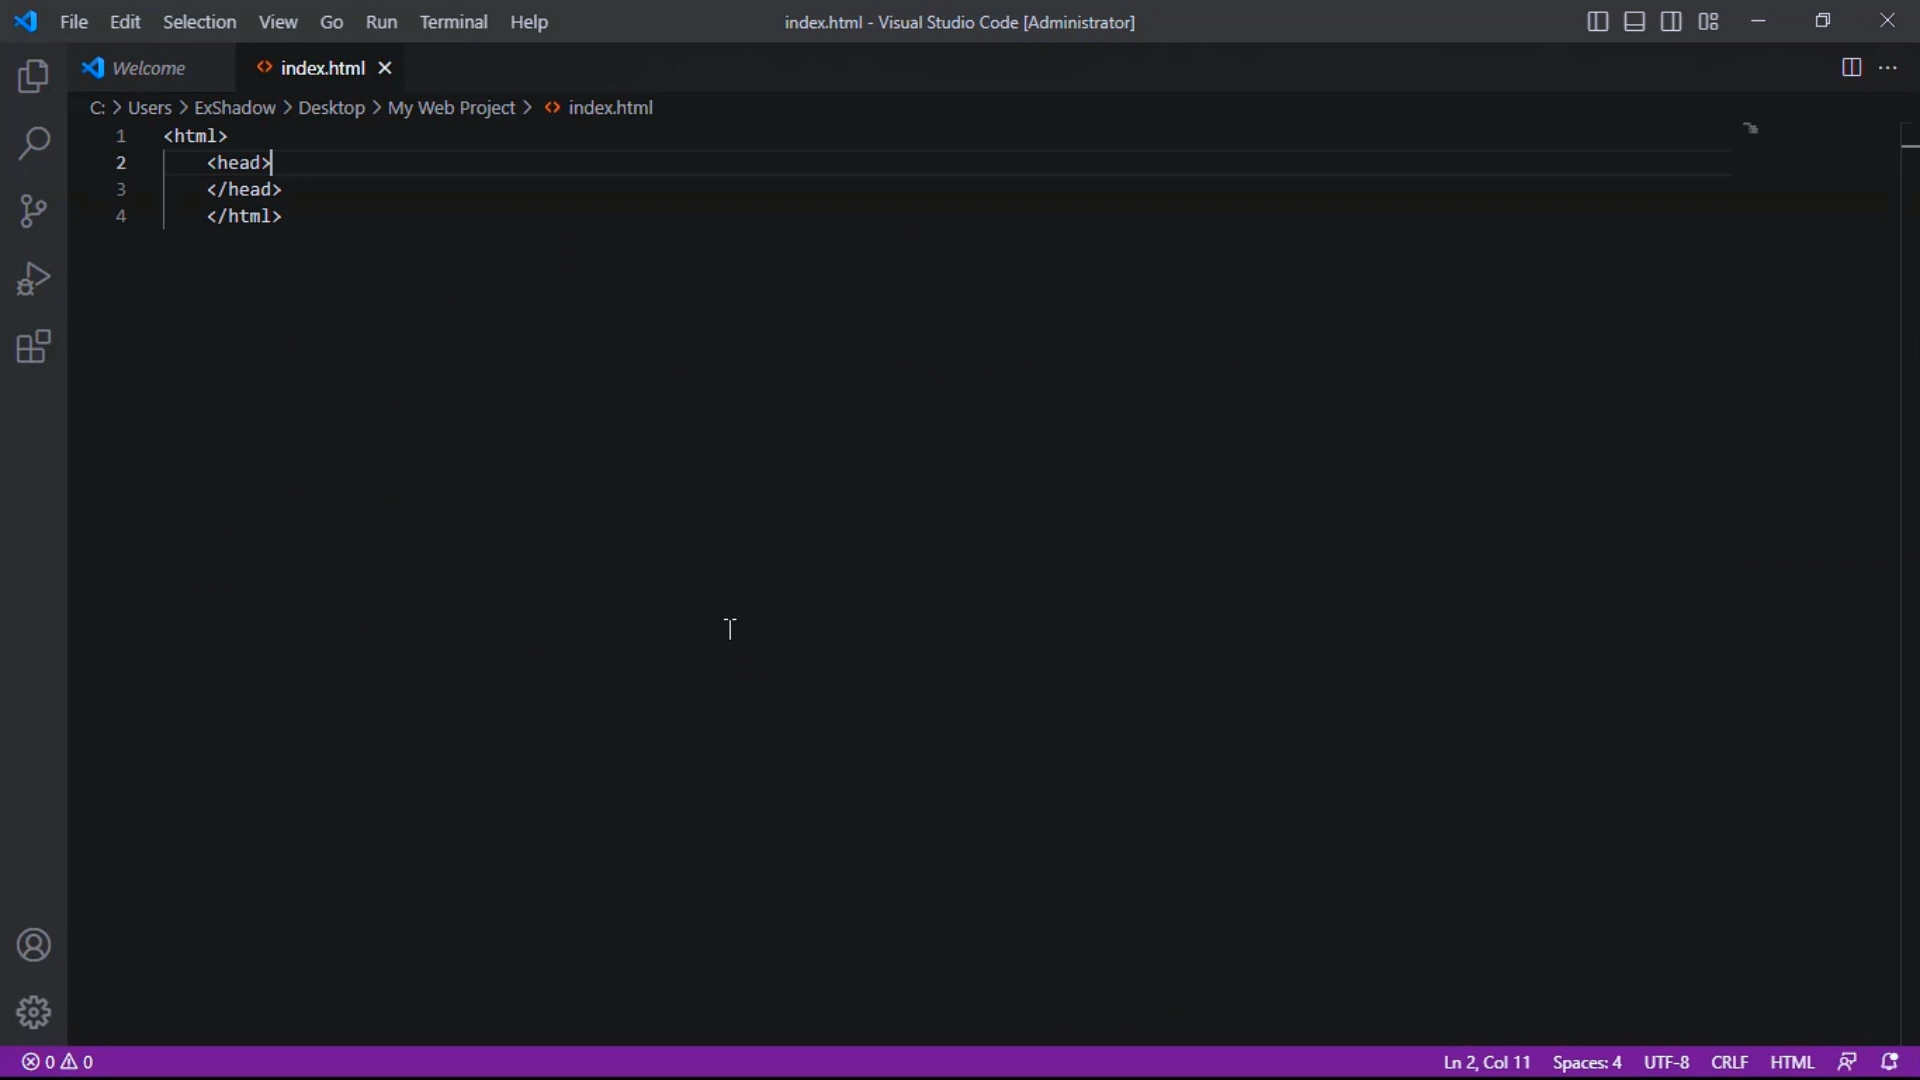 File Edit Selection View Go Run Terminal Help index.html - Visual Studio Code [Administrator]
Welcome index.html
C: > Users > ExShadow > Desktop > My Web Project > <> index.html
1 <html>
2 <head>
3 </head>
4 </html>
0 0 Ln 2, Col 11 Spaces: 4 UTF-8 CRLF HTML